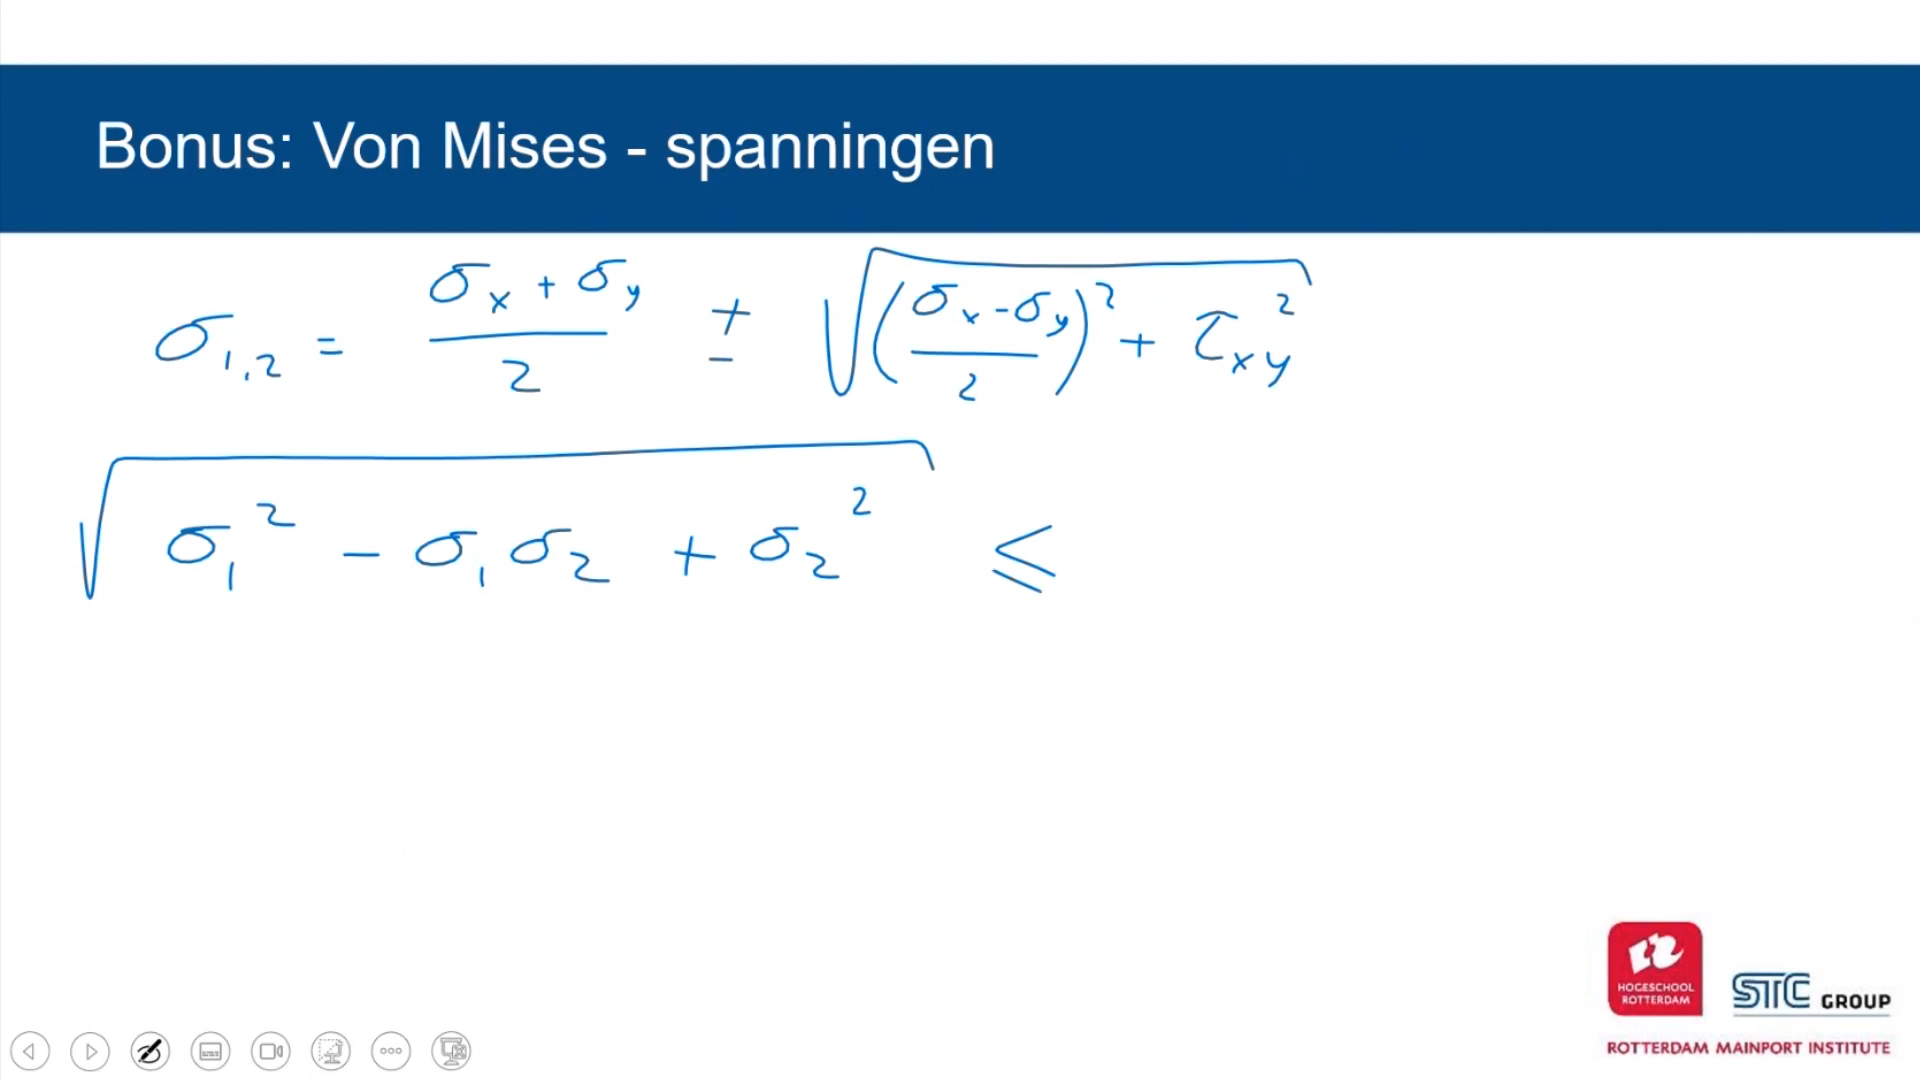 Bonus: Von Mises - spanningen
σ₁,₂ = (σx + σy)/2 ± √(((σx - σy)/2)² + τxy²)
√(σ₁² - σ₁σ₂ + σ₂²) ≤
HOGESCHOOL
ROTTERDAM
STC GROUP
ROTTERDAM MAINPORT INSTITUTE